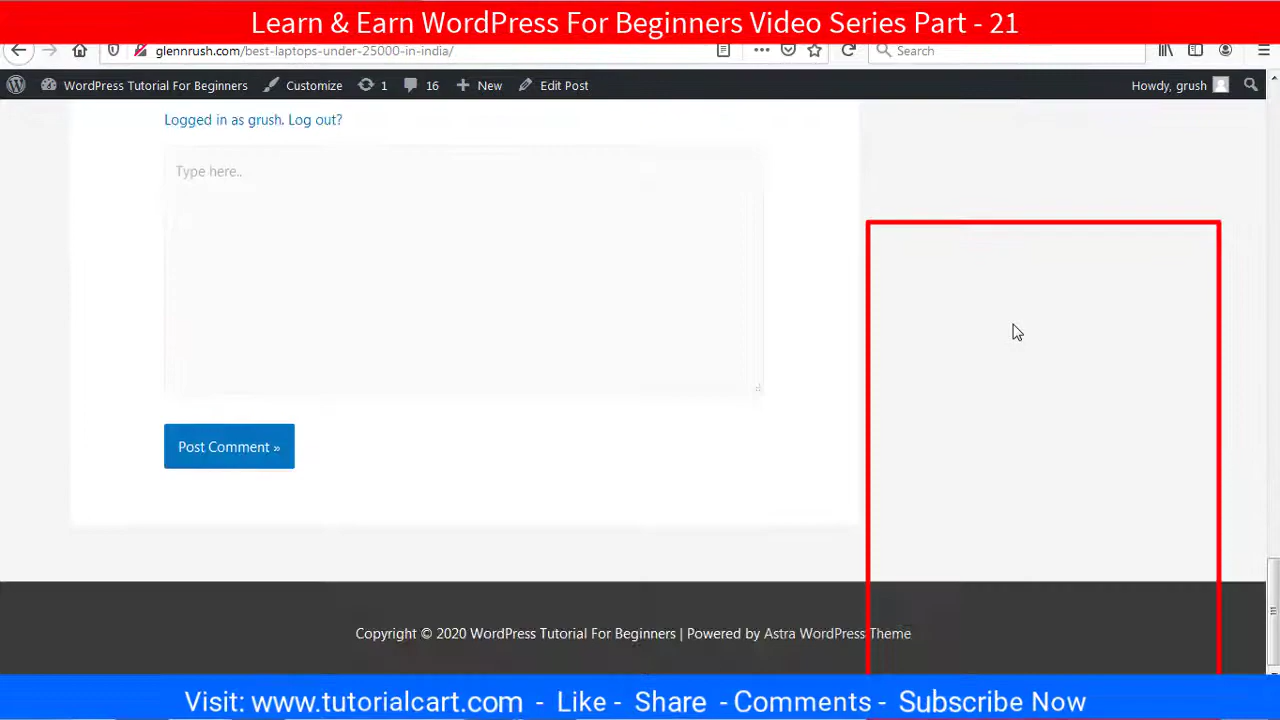 Learn & Earn WordPress For Beginners Video Series Part - 21
glennrush.com/best-laptops-under-25000-in-india/
Search
WordPress Tutorial For Beginners
Customize
1
16
New
Edit Post
Howdy, grush
Logged in as grush. Log out?
Type here..
Post Comment »
Copyright © 2020 WordPress Tutorial For Beginners | Powered by Astra WordPress Theme
Visit: www.tutorialcart.com - Like - Share - Comments - Subscribe Now